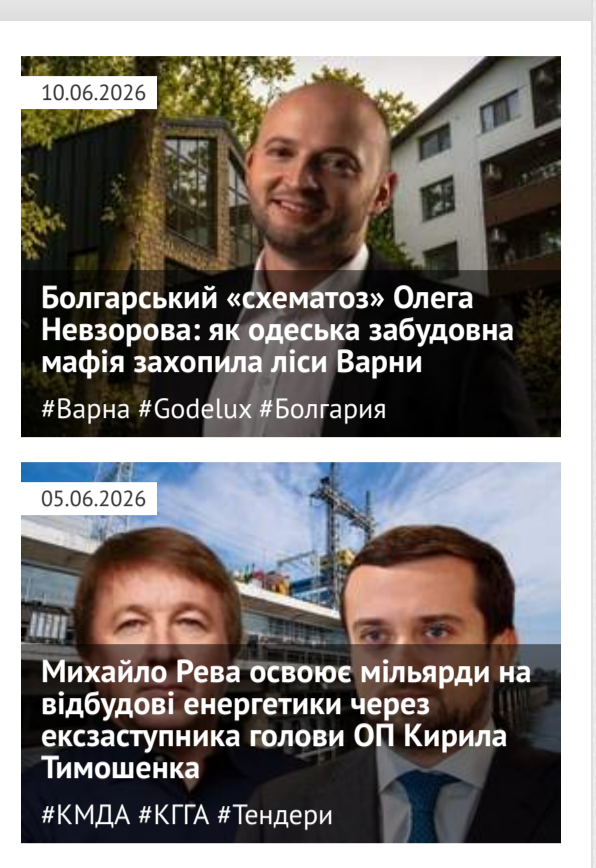 10.06.2026
Болгарський «схематоз» Олега
Невзорова: як одеська забудовна
мафія захопила ліси Варни
#Варна #Godelux #Болгария
05.06.2026
Михайло Рева освоює мільярди на
відбудові енергетики через
ексзаступника голови ОП Кирила
Тимошенка
#КМДА #КГГА #Тендери